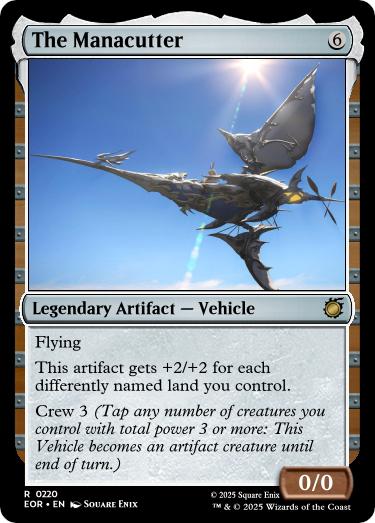 The Manacutter 6
Legendary Artifact — Vehicle
Flying
This artifact gets +2/+2 for each
differently named land you control.
Crew 3 (Tap any number of creatures you
control with total power 3 or more: This
Vehicle becomes an artifact creature until
end of turn.)
0/0
R 0220
EOR • EN SQUARE ENIX
© 2025 Square Enix
™ & © 2025 Wizards of the Coast